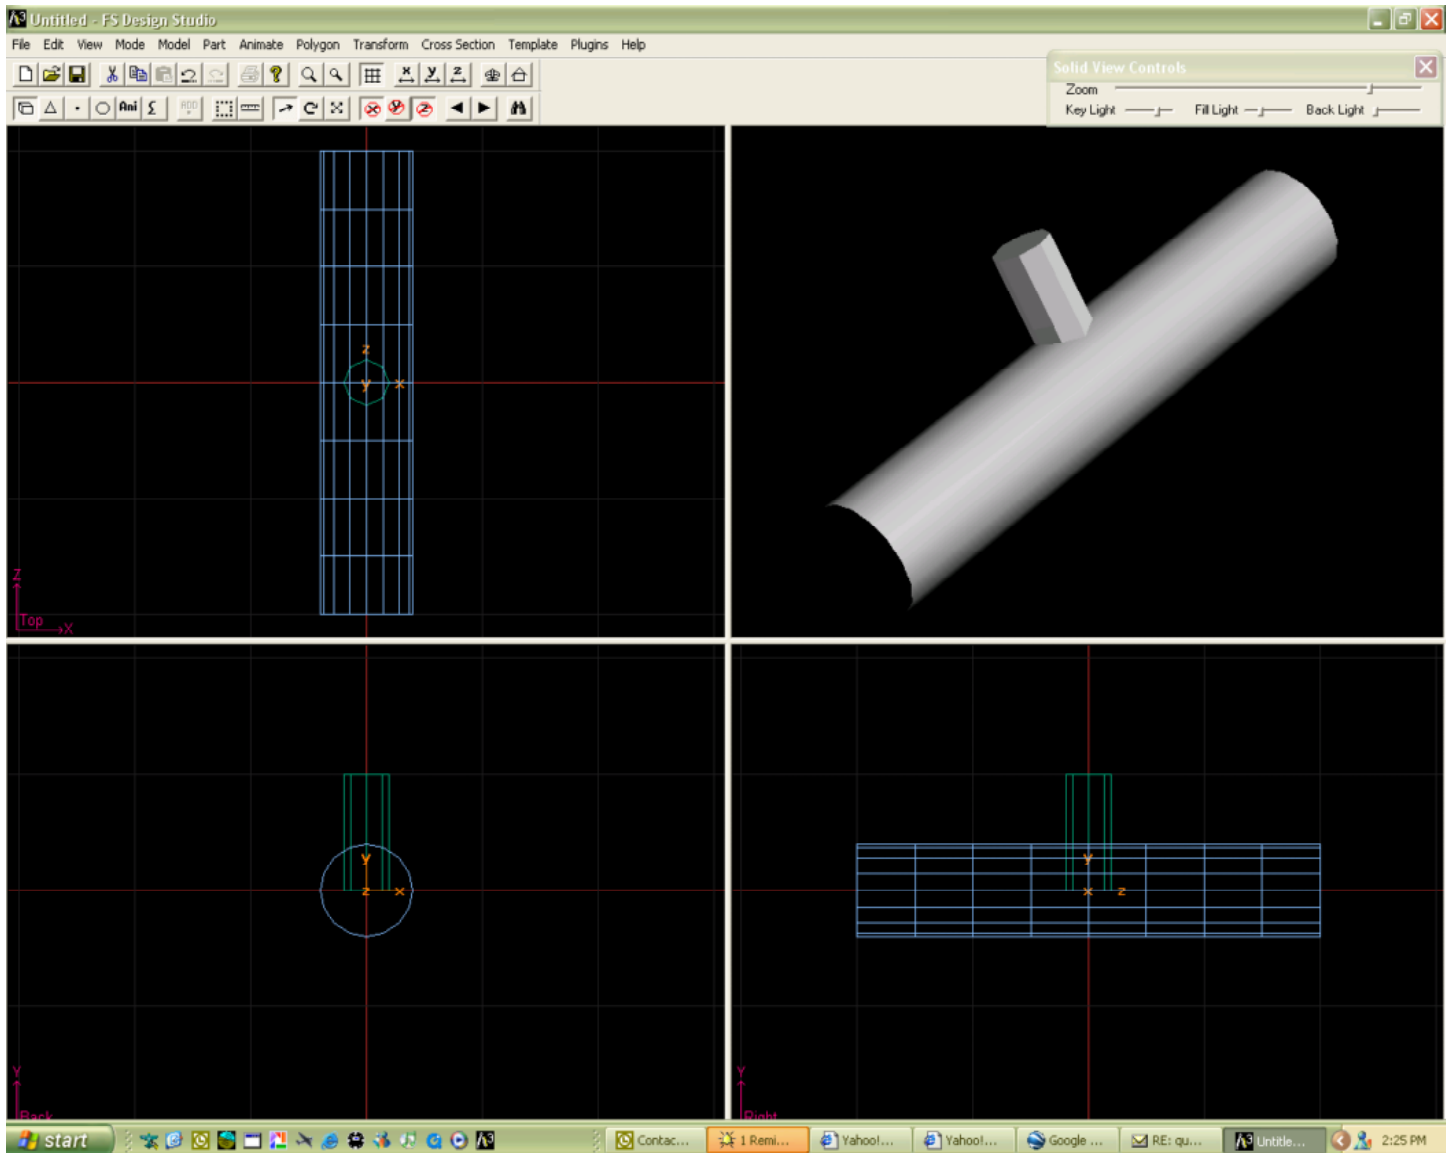 Untitled - FS Design Studio
File Edit View Mode Model Part Animate Polygon Transform Cross Section Template Plugins Help
Solid View Controls
Zoom
Key Light Fill Light Back Light
x y z
Ani ADD
z
y x
Z
Top X
y
z x
y
x z
Y
Back
Y
Right
start Contac... 1 Remi... Yahoo!... Yahoo!... Google ... RE: qu... Untitle... 2:25 PM